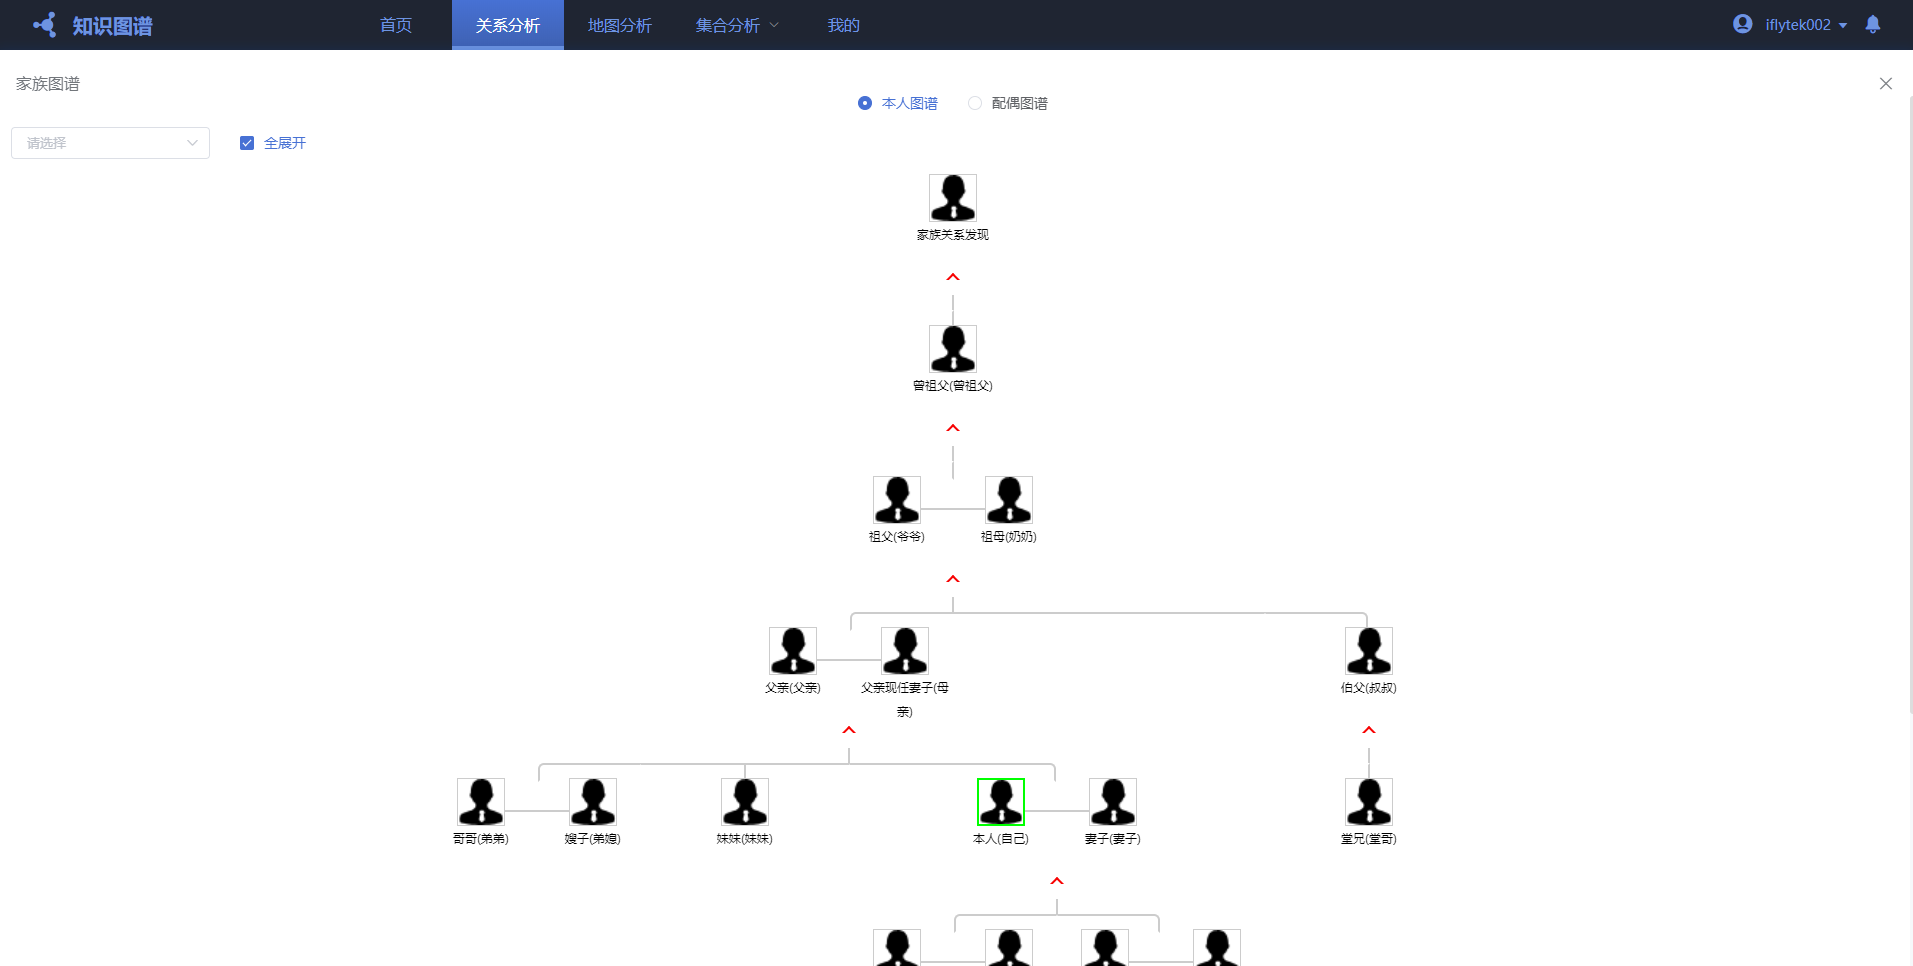 知识图谱
首页
关系分析
地图分析
集合分析
我的
iflytek002
家族图谱
本人图谱
配偶图谱
请选择
全展开
家族关系发现
曾祖父(曾祖父)
祖父(爷爷)
祖母(奶奶)
父亲(父亲)
父亲现任妻子(母
亲)
伯父(叔叔)
哥哥(弟弟)
嫂子(弟媳)
妹妹(妹妹)
本人(自己)
妻子(妻子)
堂兄(堂哥)